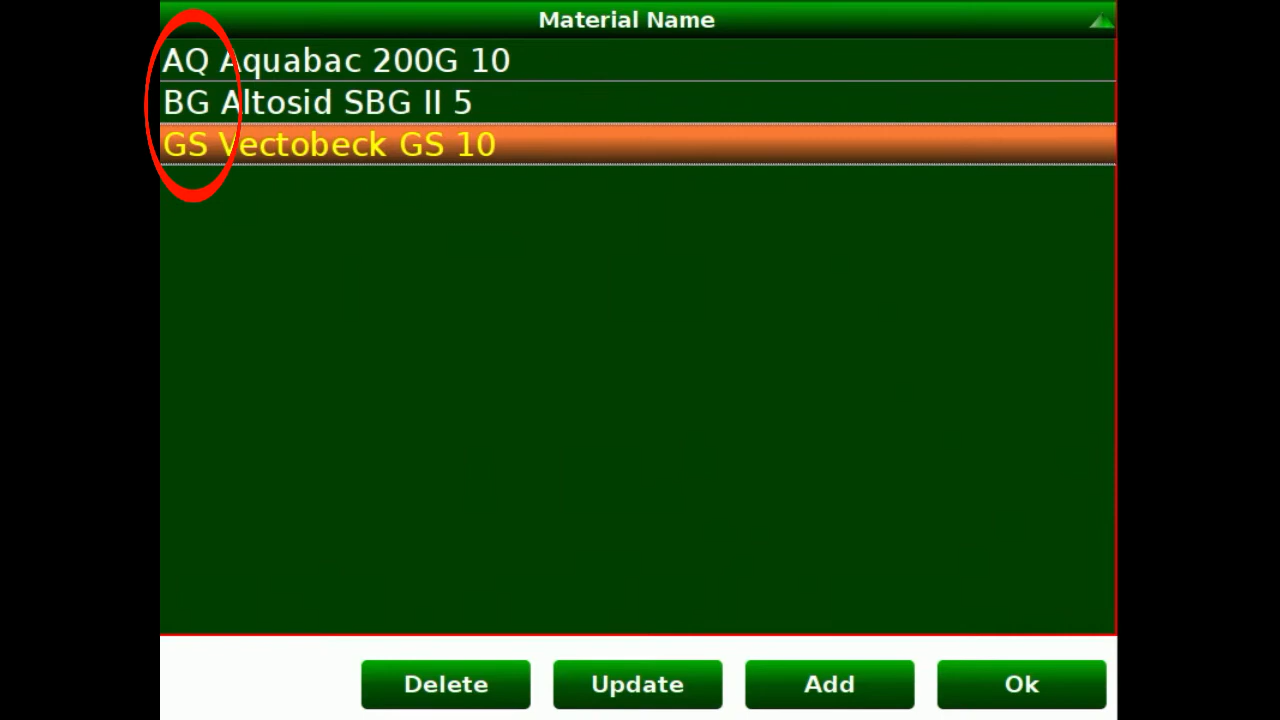 Material Name
AQ Aquabac 200G 10
BG Altosid SBG II 5
GS Vectobeck GS 10
Delete Update Add Ok